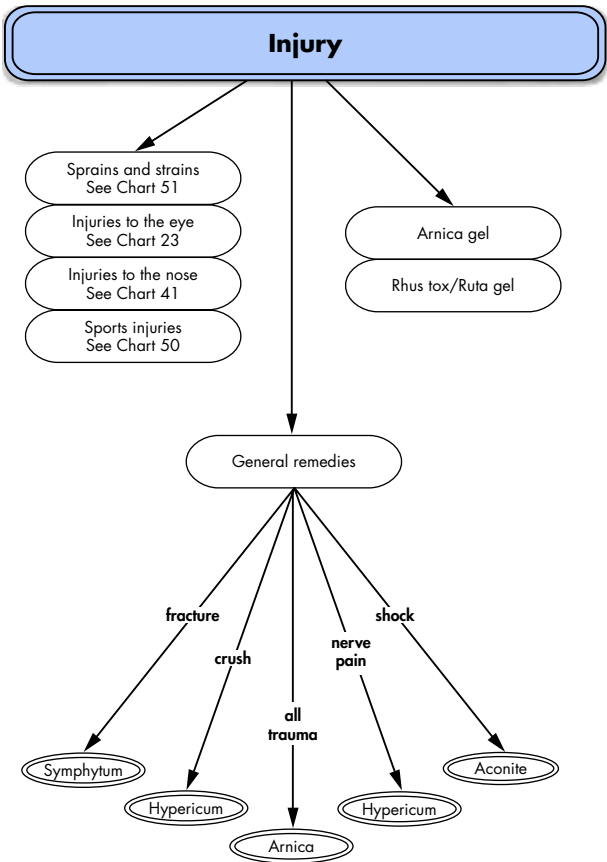 Injury
Sprains and strains
See Chart 51
Injuries to the eye
See Chart 23
Injuries to the nose
See Chart 41
Sports injuries
See Chart 50
Arnica gel
Rhus tox/Ruta gel
General remedies
fracture
crush
all
trauma
nerve
pain
shock
Symphytum
Hypericum
Arnica
Hypericum
Aconite